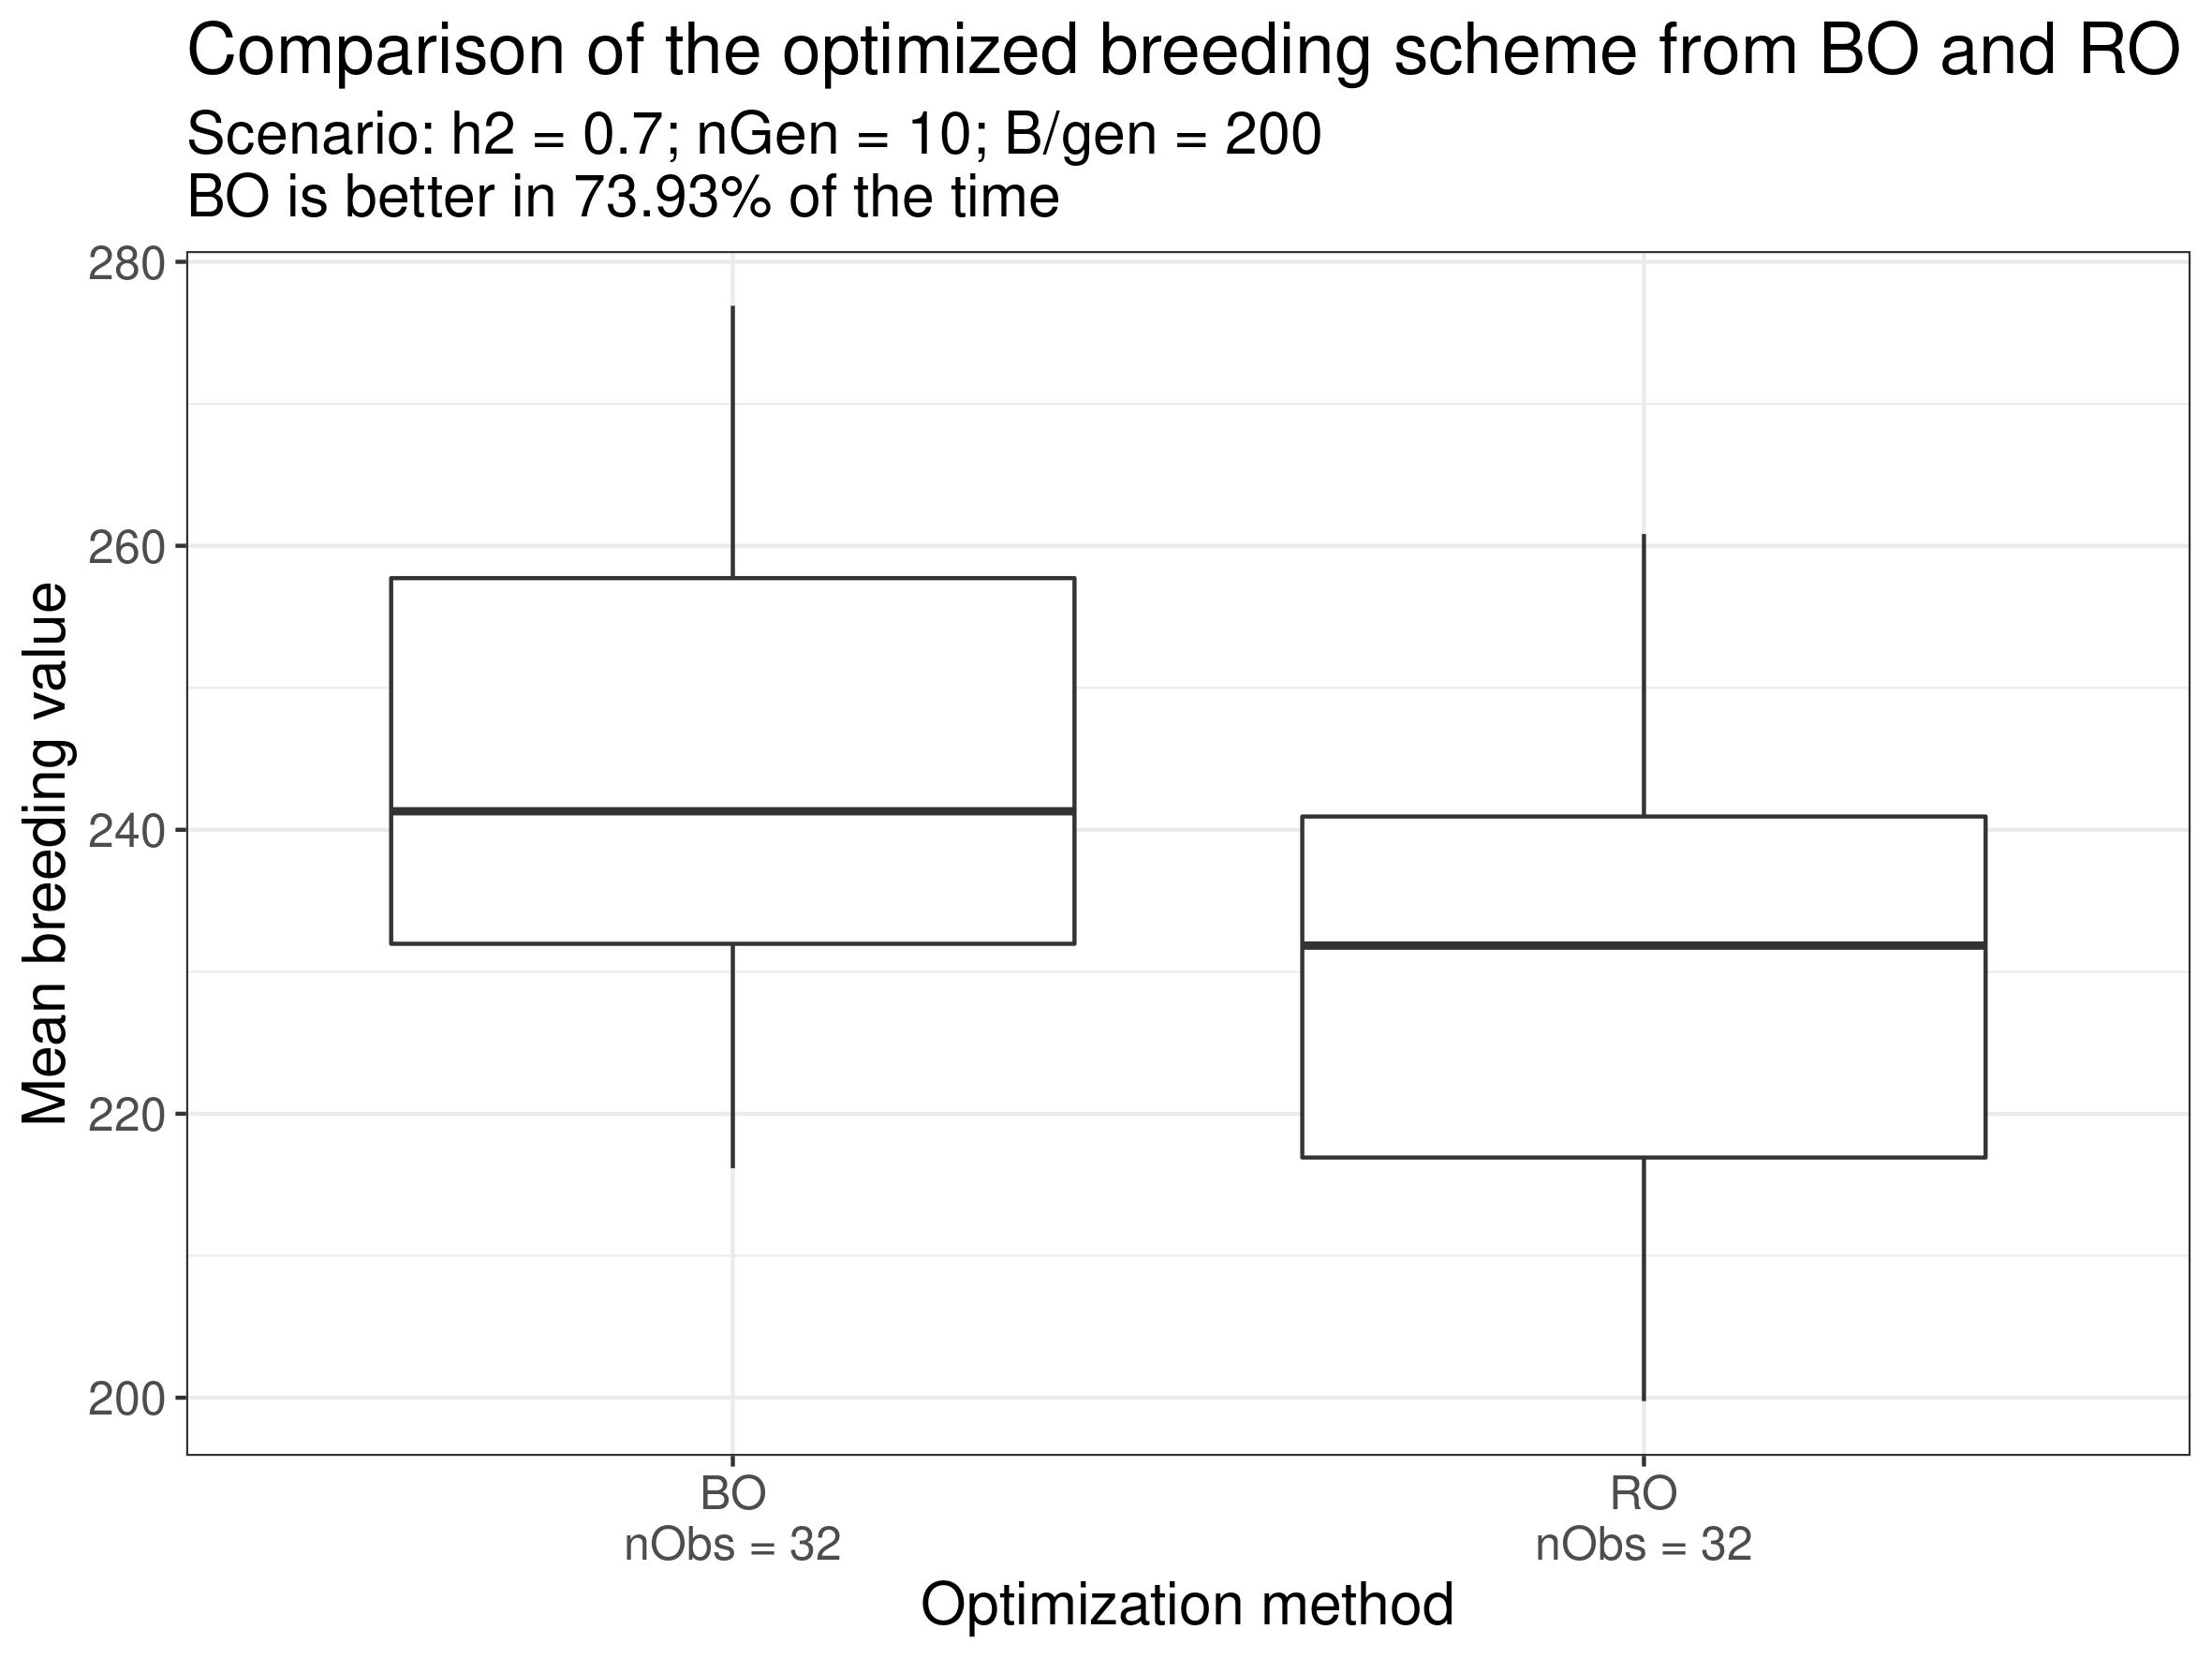 Comparison of the optimized breeding scheme from BO and RO
Scenario: h2 = 0.7; nGen = 10; B/gen = 200
BO is better in 73.93% of the time
Mean breeding value
280
260
240
220
200
BO
nObs = 32
RO
nObs = 32
Optimization method